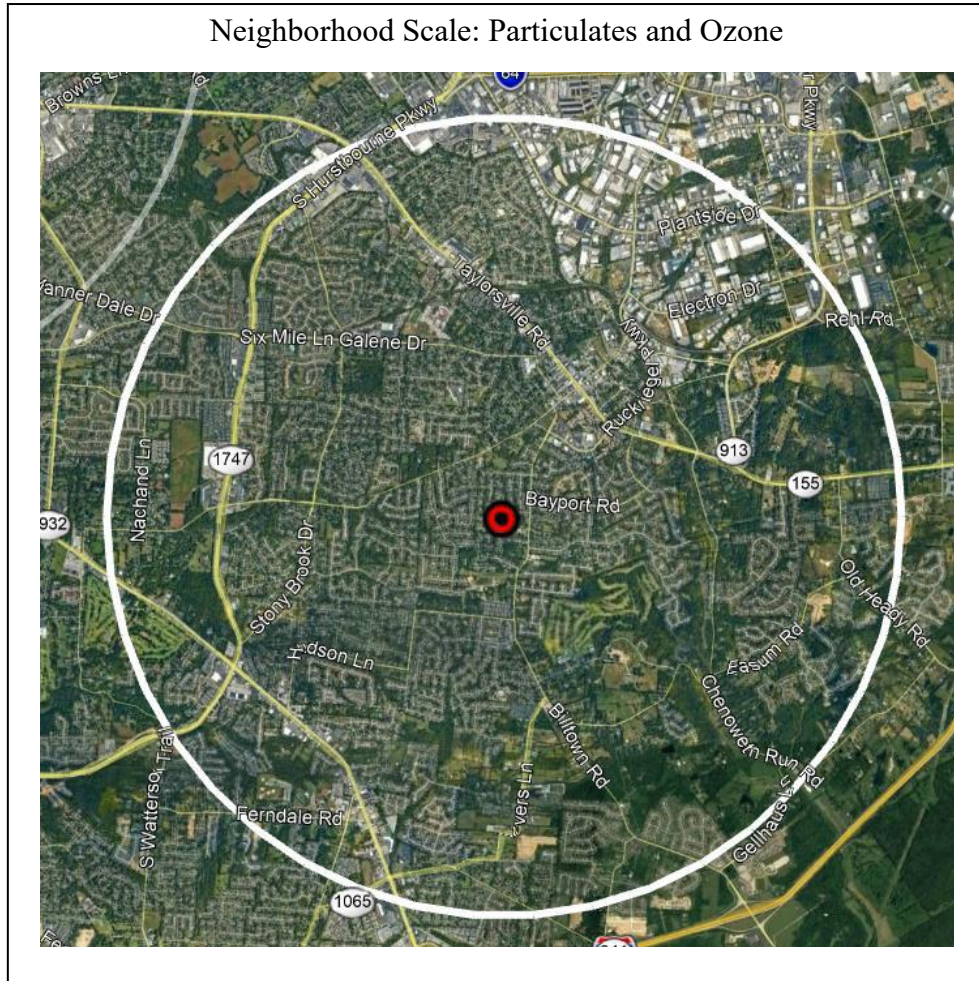 Neighborhood Scale: Particulates and Ozone
64
Browns Ln
Rd
S Hurstbourne Pkwy
r Pkwy
Plantside Dr
Manner Dale Dr
Taylorsville Rd
Electron Dr
Rehl Rd
Six Mile Ln Galene Dr
Ruckriegel Pkwy
913
1747
155
Nachand Ln
Bayport Rd
932
Stony Brook Dr
Old Heady Rd
Hudson Ln
Easum Rd
Chenoweth Run Rd
Billtown Rd
S Watterson Trail
Ferndale Rd
Gellhaus Ln
1065